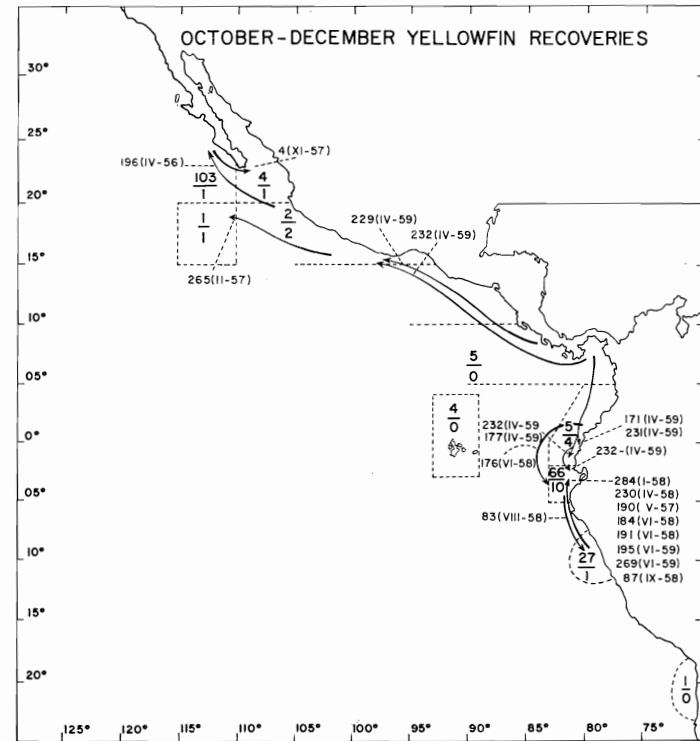 OCTOBER-DECEMBER YELLOWFIN RECOVERIES
30°
25°
4(XI-57)
196(IV-56)
103
1
4
1
20°
1
1
2
2
229(IV-59)
232(IV-59)
15°
265(II-57)
10°
5
0
05°
4
0
232(IV-59)
177(IV-59)
5
4
171(IV-59)
231(IV-59)
0°
232-(IV-59)
176(VI-58)
66
10
284(I-58)
230(IV-58)
190(V-57)
184(VI-58)
191(VI-58)
195(VI-59)
269(VI-59)
87(IX-58)
05°
83(VIII-58)
10°
27
1
15°
20°
1
0
125° 120° 115° 110° 105° 100° 95° 90° 85° 80° 75°